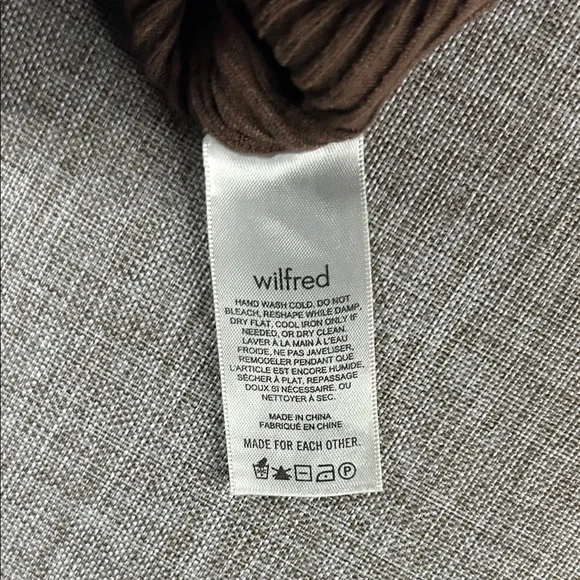 wilfred
HAND WASH COLD, DO NOT
BLEACH, RESHAPE WHILE DAMP,
DRY FLAT, COOL IRON ONLY IF
NEEDED, OR DRY CLEAN.
LAVER À LA MAIN À L'EAU
FROIDE, NE PAS JAVELISER,
REMODELER PENDANT QUE
L'ARTICLE EST ENCORE HUMIDE,
SÉCHER À PLAT, REPASSAGE
DOUX SI NÉCESSAIRE, OU
NETTOYER À SEC.
MADE IN CHINA
FABRIQUÉ EN CHINE
MADE FOR EACH OTHER.
P